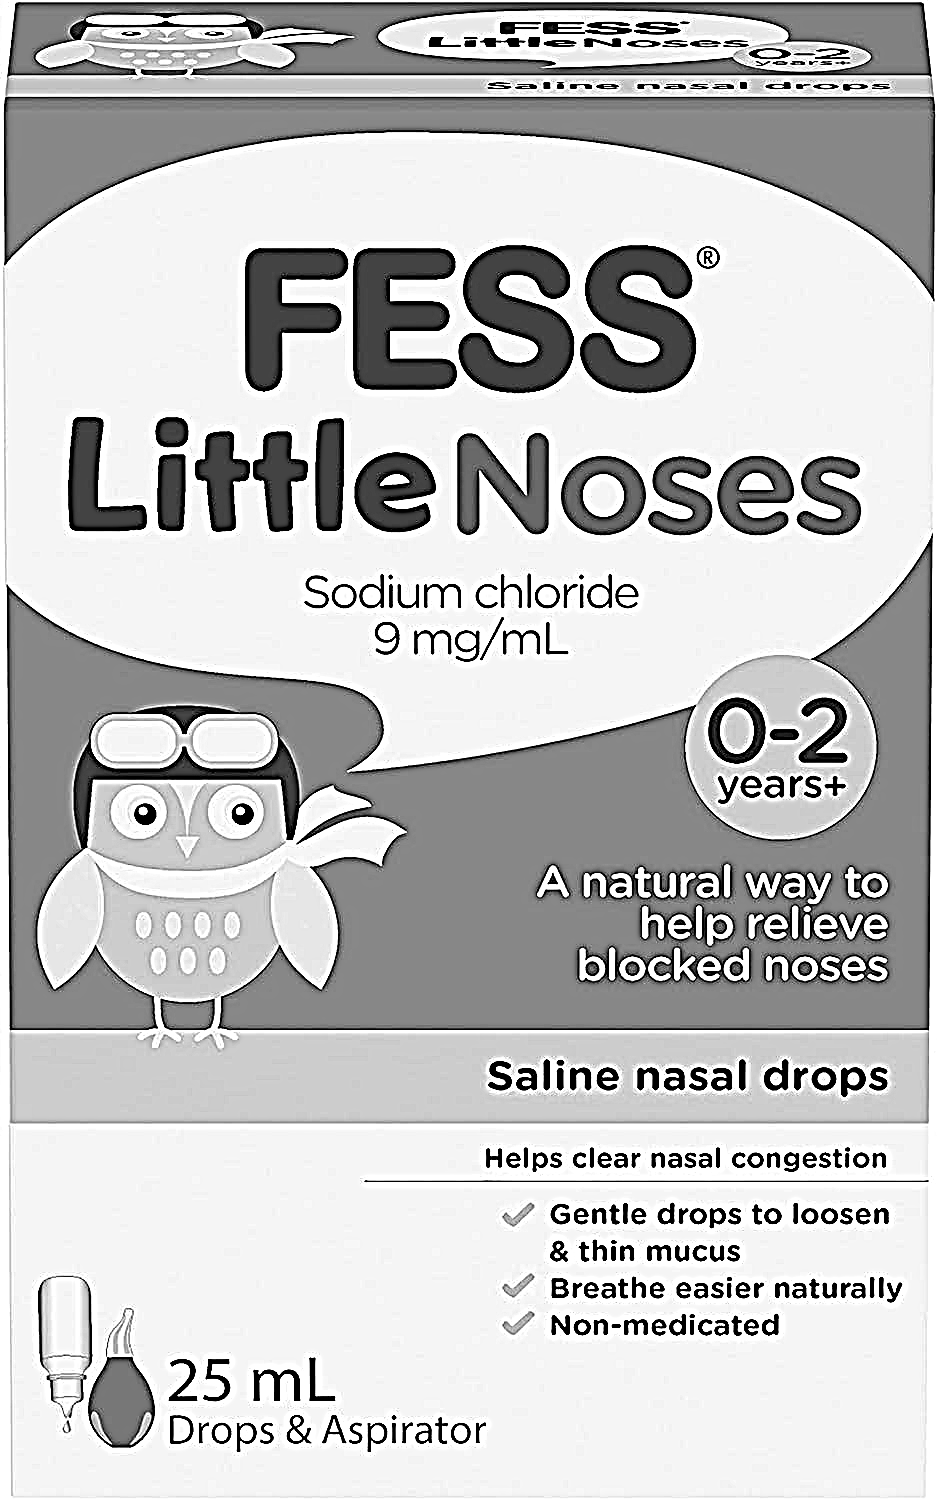 FESS®
Little Noses
0-2
years+
Saline nasal drops
FESS®
Little Noses
Sodium chloride
9 mg/mL
0-2
years+
A natural way to
help relieve
blocked noses
Saline nasal drops
Helps clear nasal congestion
Gentle drops to loosen
& thin mucus
Breathe easier naturally
Non-medicated
25 mL
Drops & Aspirator